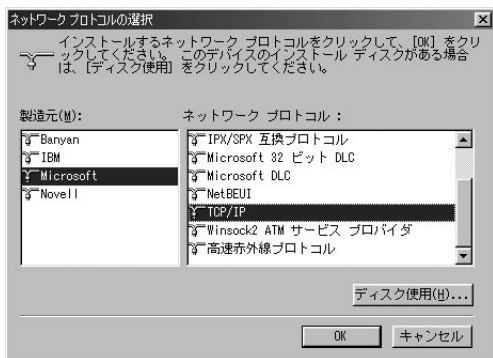 ネットワーク プロトコルの選択
インストールするネットワーク プロトコルをクリックして、[OK] をクリ
ックしてください。このデバイスのインストール ディスクがある場合
は、[ディスク使用] をクリックしてください。
製造元(M):
Banyan
IBM
Microsoft
Novell
ネットワーク プロトコル :
IPX/SPX 互換プロトコル
Microsoft 32 ビット DLC
Microsoft DLC
NetBEUI
TCP/IP
Winsock2 ATM サービス プロバイダ
高速赤外線プロトコル
ディスク使用(H)...
OK
キャンセル